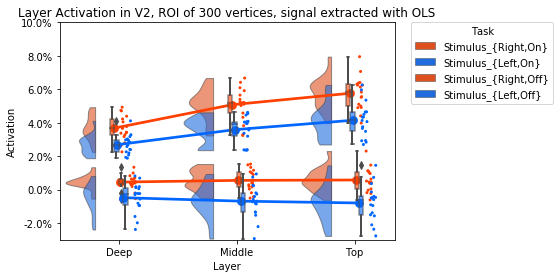 Layer Activation in V2, ROI of 300 vertices, signal extracted with OLS
Task
Stimulus_{Right,On}
Stimulus_{Left,On}
Stimulus_{Right,Off}
Stimulus_{Left,Off}
Activation
10.0%
8.0%
6.0%
4.0%
2.0%
0.0%
-2.0%
Deep
Middle
Top
Layer